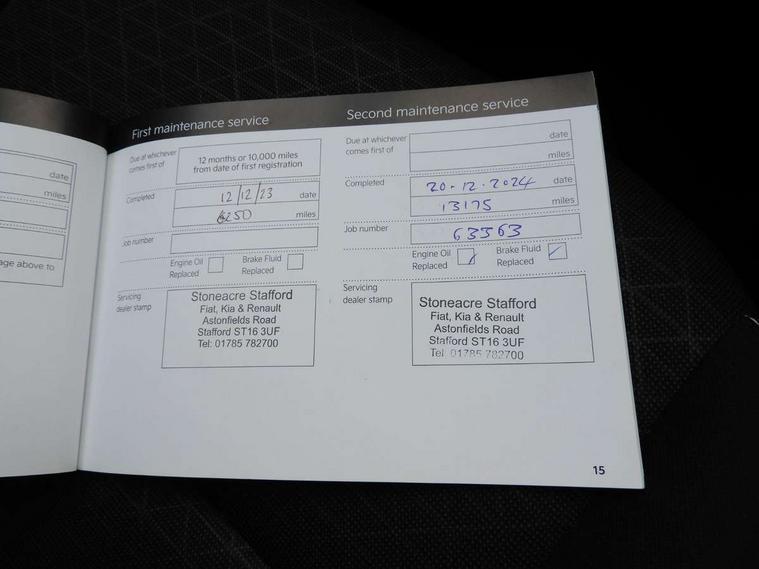 date
miles
age above to
First maintenance service
Due at whichever
comes first of
12 months or 10,000 miles
from date of first registration
Completed
12/12/23 date
6250 miles
Job number
Engine Oil
Replaced
Brake Fluid
Replaced
Servicing
dealer stamp
Stoneacre Stafford
Fiat, Kia & Renault
Astonfields Road
Stafford ST16 3UF
Tel: 01785 782700
Second maintenance service
Due at whichever
comes first of
date
miles
Completed
20-12-2024 date
13175 miles
Job number
63363
Engine Oil
Replaced
Brake Fluid
Replaced
Servicing
dealer stamp
Stoneacre Stafford
Fiat, Kia & Renault
Astonfields Road
Stafford ST16 3UF
Tel: 01785 782700
15